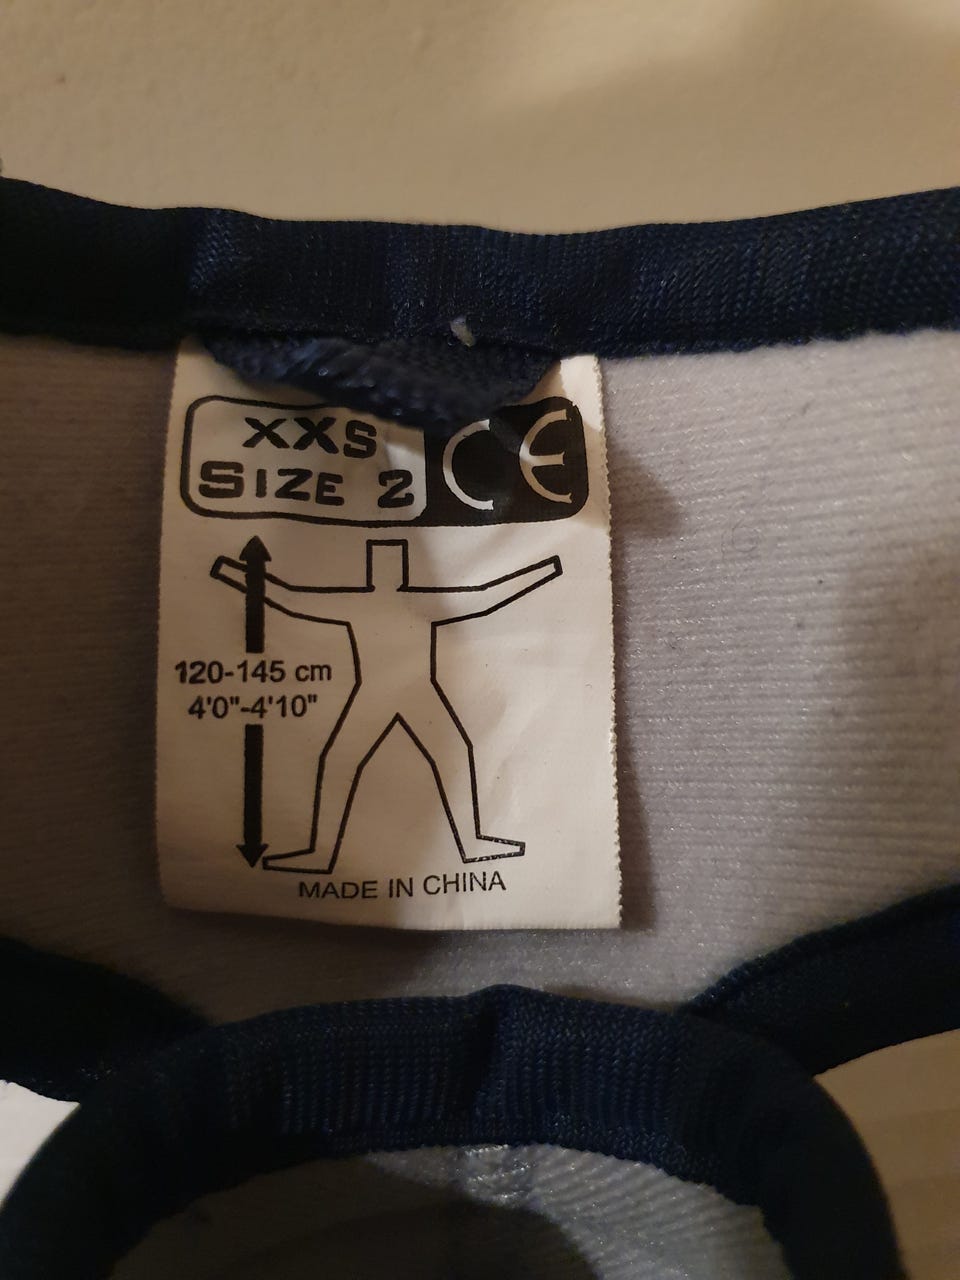 XXS
SIZE 2
CE
120-145 cm
4'0"-4'10"
MADE IN CHINA